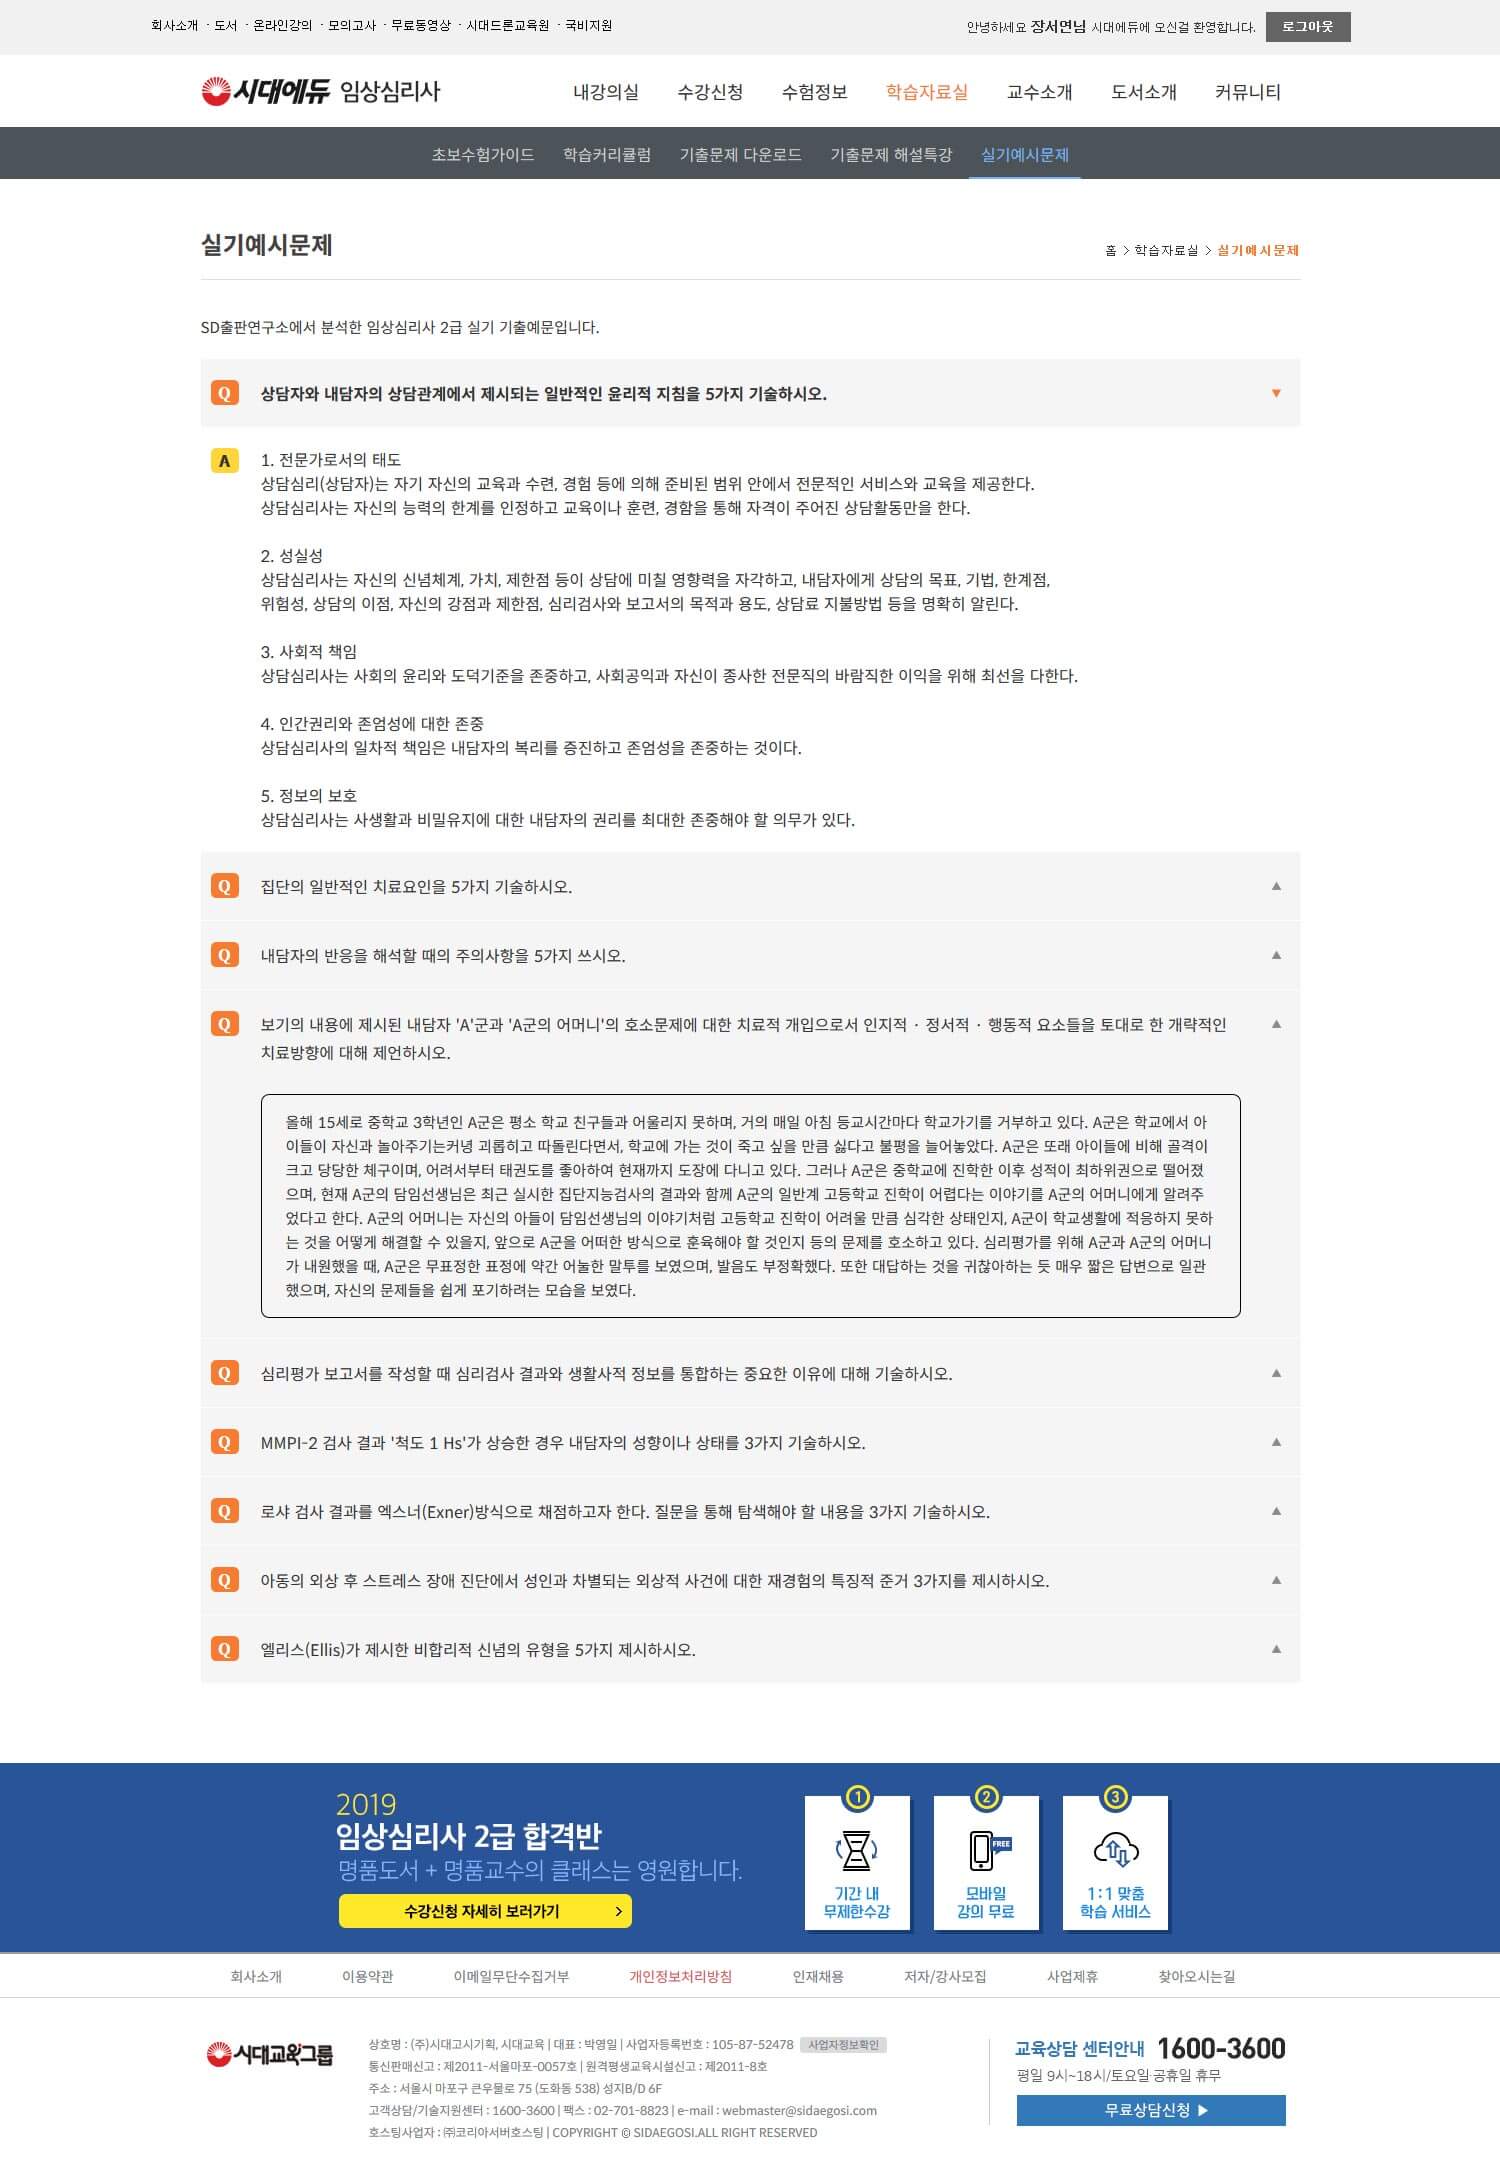 회사소개 · 도서 · 온라인강의 · 모의고사 · 무료동영상 · 시대드론교육원 · 국비지원
안녕하세요 장서연님 시대에듀에 오신걸 환영합니다. 로그아웃
시대에듀 임상심리사
내강의실 수강신청 수험정보 학습자료실 교수소개 도서소개 커뮤니티
초보수험가이드 학습커리큘럼 기출문제 다운로드 기출문제 해설특강 실기예시문제
실기예시문제
홈 > 학습자료실 > 실기예시문제
SD출판연구소에서 분석한 임상심리사 2급 실기 기출예문입니다.
Q 상담자와 내담자의 상담관계에서 제시되는 일반적인 윤리적 지침을 5가지 기술하시오. ▼
A 1. 전문가로서의 태도
상담심리(상담자)는 자기 자신의 교육과 수련, 경험 등에 의해 준비된 범위 안에서 전문적인 서비스와 교육을 제공한다.
상담심리사는 자신의 능력의 한계를 인정하고 교육이나 훈련, 경함을 통해 자격이 주어진 상담활동만을 한다.
2. 성실성
상담심리사는 자신의 신념체계, 가치, 제한점 등이 상담에 미칠 영향력을 자각하고, 내담자에게 상담의 목표, 기법, 한계점,
위험성, 상담의 이점, 자신의 강점과 제한점, 심리검사와 보고서의 목적과 용도, 상담료 지불방법 등을 명확히 알린다.
3. 사회적 책임
상담심리사는 사회의 윤리와 도덕기준을 존중하고, 사회공익과 자신이 종사한 전문직의 바람직한 이익을 위해 최선을 다한다.
4. 인간권리와 존엄성에 대한 존중
상담심리사의 일차적 책임은 내담자의 복리를 증진하고 존엄성을 존중하는 것이다.
5. 정보의 보호
상담심리사는 사생활과 비밀유지에 대한 내담자의 권리를 최대한 존중해야 할 의무가 있다.
Q 집단의 일반적인 치료요인을 5가지 기술하시오. ▲
Q 내담자의 반응을 해석할 때의 주의사항을 5가지 쓰시오. ▲
Q 보기의 내용에 제시된 내담자 'A'군과 'A군의 어머니'의 호소문제에 대한 치료적 개입으로서 인지적 · 정서적 · 행동적 요소들을 토대로 한 개략적인 ▲
치료방향에 대해 제언하시오.
올해 15세로 중학교 3학년인 A군은 평소 학교 친구들과 어울리지 못하며, 거의 매일 아침 등교시간마다 학교가기를 거부하고 있다. A군은 학교에서 아
이들이 자신과 놀아주기는커녕 괴롭히고 따돌린다면서, 학교에 가는 것이 죽고 싶을 만큼 싫다고 불평을 늘어놓았다. A군은 또래 아이들에 비해 골격이
크고 당당한 체구이며, 어려서부터 태권도를 좋아하여 현재까지 도장에 다니고 있다. 그러나 A군은 중학교에 진학한 이후 성적이 최하위권으로 떨어졌
으며, 현재 A군의 담임선생님은 최근 실시한 집단지능검사의 결과와 함께 A군의 일반계 고등학교 진학이 어렵다는 이야기를 A군의 어머니에게 알려주
었다고 한다. A군의 어머니는 자신의 아들이 담임선생님의 이야기처럼 고등학교 진학이 어려울 만큼 심각한 상태인지, A군이 학교생활에 적응하지 못하
는 것을 어떻게 해결할 수 있을지, 앞으로 A군을 어떠한 방식으로 훈육해야 할 것인지 등의 문제를 호소하고 있다. 심리평가를 위해 A군과 A군의 어머니
가 내원했을 때, A군은 무표정한 표정에 약간 어눌한 말투를 보였으며, 발음도 부정확했다. 또한 대답하는 것을 귀찮아하는 듯 매우 짧은 답변으로 일관
했으며, 자신의 문제들을 쉽게 포기하려는 모습을 보였다.
Q 심리평가 보고서를 작성할 때 심리검사 결과와 생활사적 정보를 통합하는 중요한 이유에 대해 기술하시오. ▲
Q MMPI-2 검사 결과 '척도 1 Hs'가 상승한 경우 내담자의 성향이나 상태를 3가지 기술하시오. ▲
Q 로샤 검사 결과를 엑스너(Exner)방식으로 채점하고자 한다. 질문을 통해 탐색해야 할 내용을 3가지 기술하시오. ▲
Q 아동의 외상 후 스트레스 장애 진단에서 성인과 차별되는 외상적 사건에 대한 재경험의 특징적 준거 3가지를 제시하시오. ▲
Q 엘리스(Ellis)가 제시한 비합리적 신념의 유형을 5가지 제시하시오. ▲
2019
임상심리사 2급 합격반
명품도서 + 명품교수의 클래스는 영원합니다.
수강신청 자세히 보러가기 >
1 2 3
FREE
기간 내 모바일 1:1 맞춤
무제한수강 강의 무료 학습 서비스
회사소개 이용약관 이메일무단수집거부 개인정보처리방침 인재채용 저자/강사모집 사업제휴 찾아오시는길
시대교육그룹
상호명 : (주)시대고시기획, 시대교육 | 대표 : 박영일 | 사업자등록번호 : 105-87-52478 사업자정보확인
통신판매신고 : 제2011-서울마포-0057호 | 원격평생교육시설신고 : 제2011-8호
주소 : 서울시 마포구 큰우물로 75 (도화동 538) 성지B/D 6F
고객상담/기술지원센터 : 1600-3600 | 팩스 : 02-701-8823 | e-mail : webmaster@sidaegosi.com
호스팅사업자 : ㈜코리아서버호스팅 | COPYRIGHT © SIDAEGOSI.ALL RIGHT RESERVED
교육상담 센터안내 1600-3600
평일 9시~18시/토요일·공휴일 휴무
무료상담신청 ▶